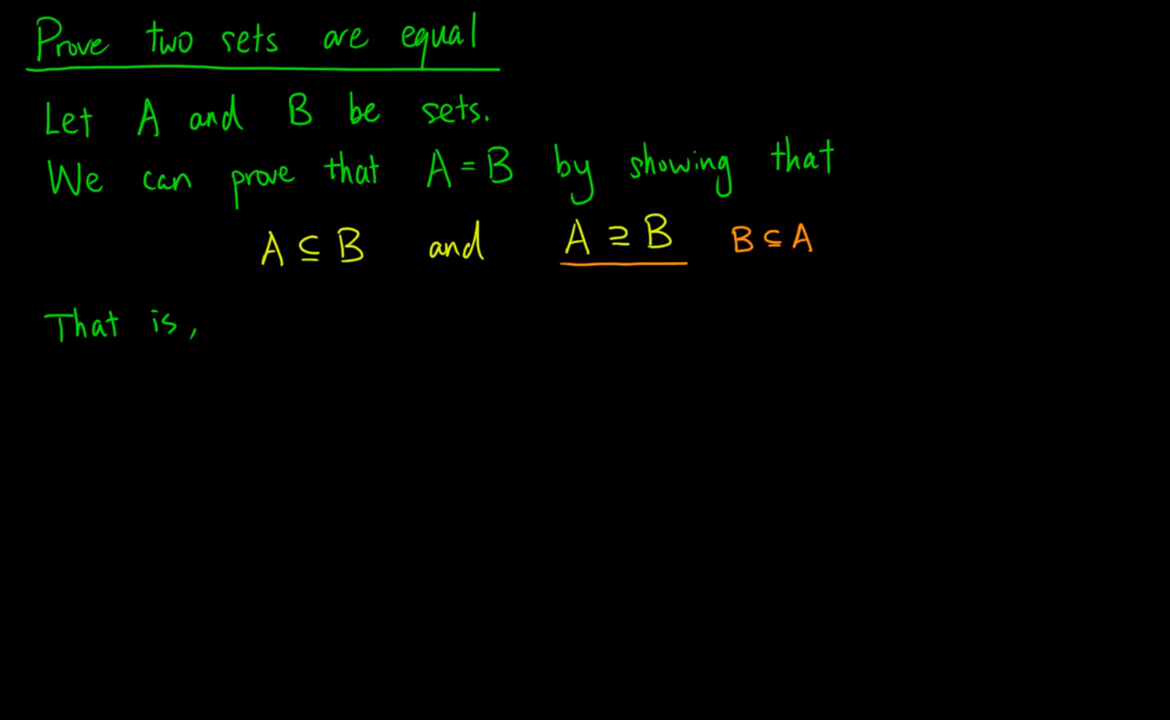 Prove two sets are equal
Let A and B be sets.
We can prove that A = B by showing that
A ⊆ B and A ⊇ B B ⊆ A
That is,